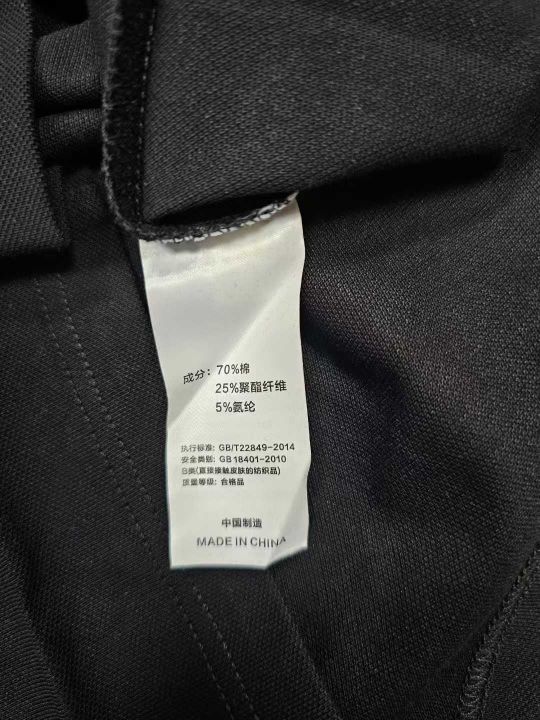 成分：70%棉
25%聚酯纤维
5%氨纶
执行标准: GB/T22849-2014
安全类别: GB 18401-2010
B类(直接接触皮肤的纺织品)
质量等级: 合格品
中国制造
MADE IN CHINA